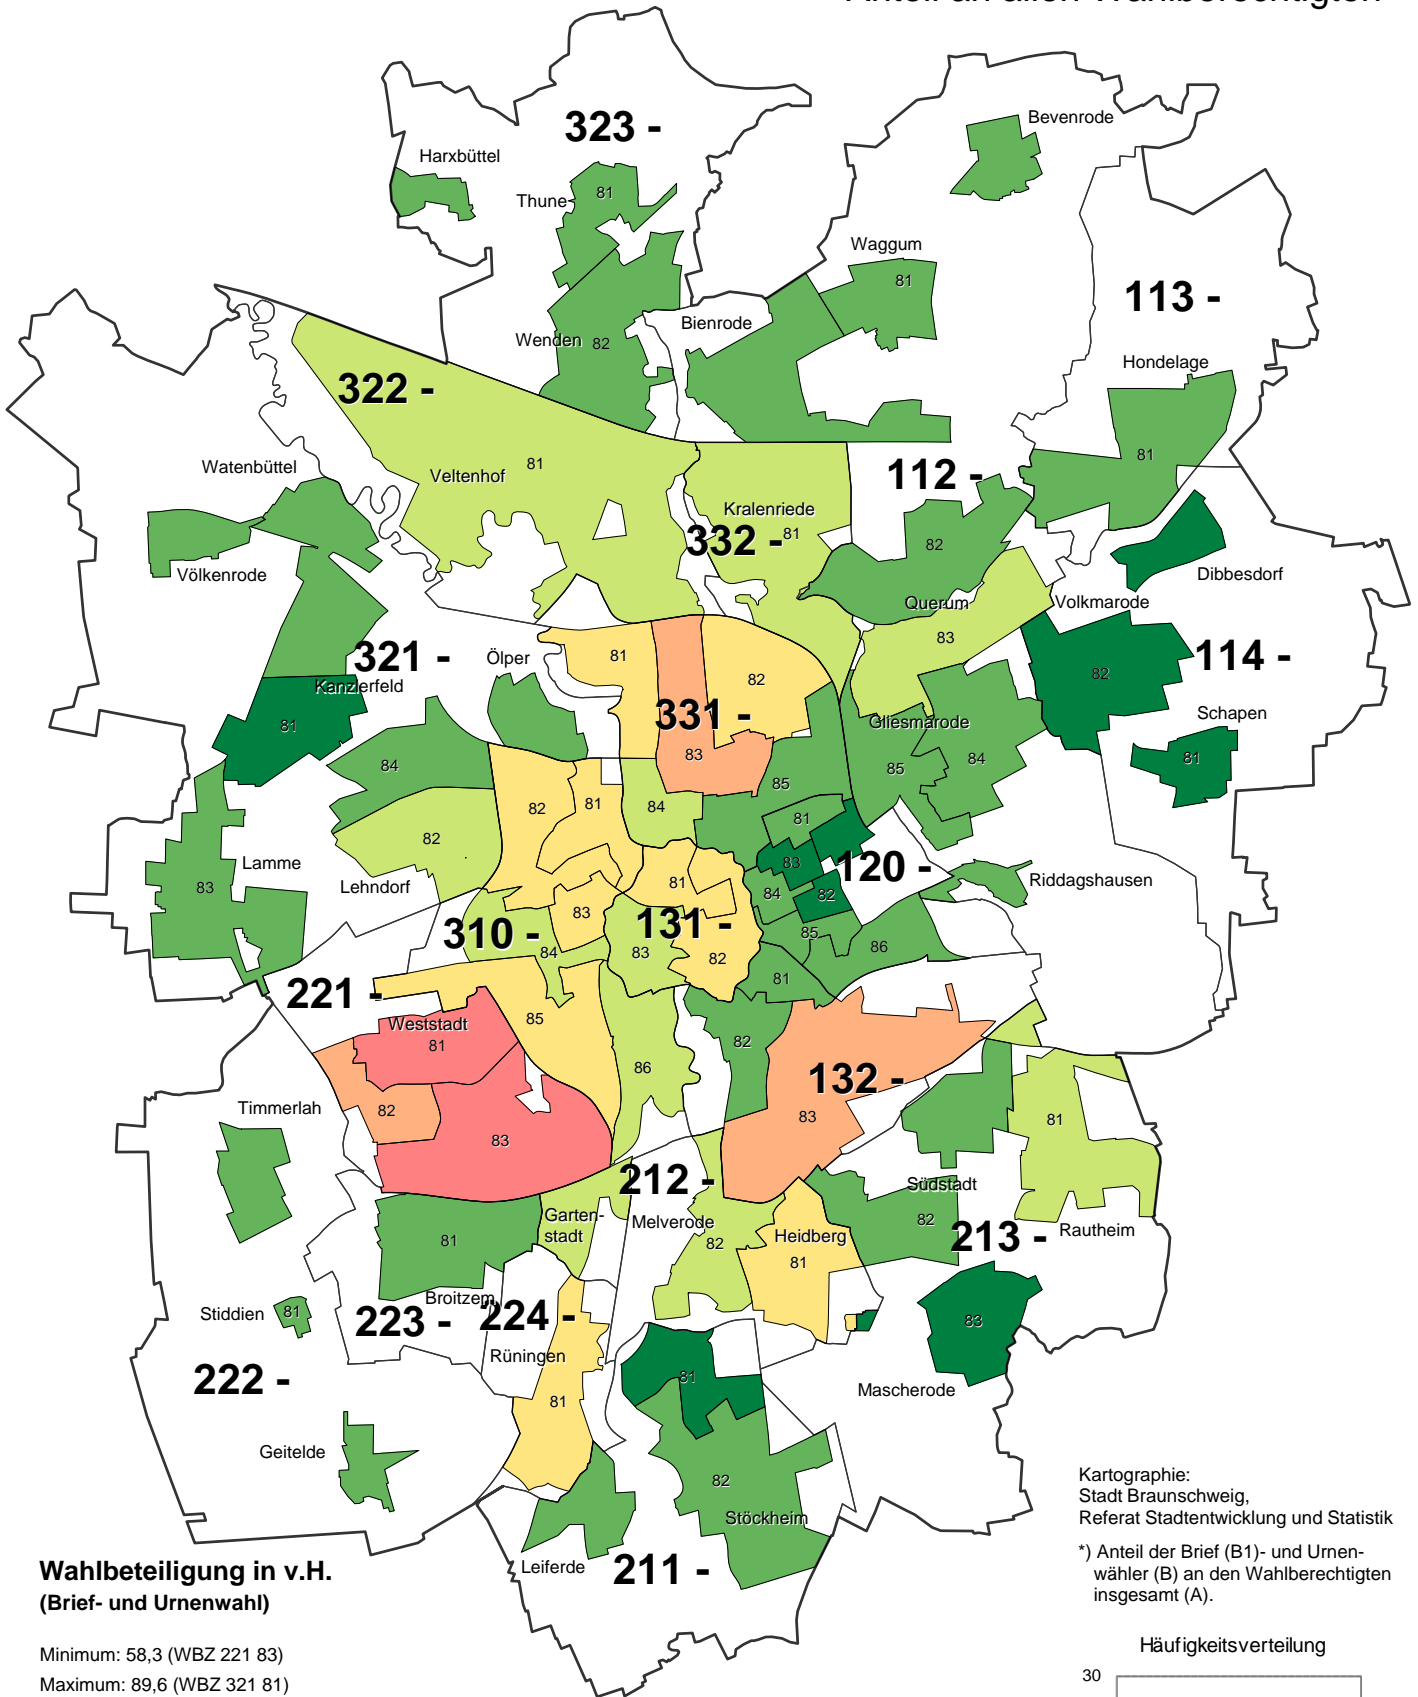 Anteil an allen Wahlberechtigten
323 -
Bevenrode
Harxbüttel
81
Thune
Waggum
81
113 -
Bienrode
Wenden 82
Hondelage
322 -
81
Watenbüttel
Veltenhof
81
112 -
Kralenriede
332 - 81
82
Völkenrode
Dibbesdorf
Querum
Volkmarode
83
321 -
Ölper
81
82
114 -
82
Kanzlerfeld
81
331 -
83
Gliesmarode
Schapen
81
84
85
84
85
82
81
84
81
82
83
120 -
Lamme
83
Lehndorf
81
84
82
Riddagshausen
83
310 -
84
131 -
83
82
85
86
81
221 -
Weststadt
81
85
82
86
132 -
83
Timmerlah
82
83
81
212 -
Südstadt
82
Garten-
stadt
Melverode
82
Heidberg
81
213 -
Rautheim
81
Broitzem
Stiddien
81
223 -
224 -
Rüningen
83
222 -
81
81
Mascherode
Geitelde
82
Stöckheim
Leiferde
211 -
Kartographie:
Stadt Braunschweig,
Referat Stadtentwicklung und Statistik
*) Anteil der Brief (B1)- und Urnen-
wähler (B) an den Wahlberechtigten
insgesamt (A).
Wahlbeteiligung in v.H.
(Brief- und Urnenwahl)
Minimum: 58,3 (WBZ 221 83)
Maximum: 89,6 (WBZ 321 81)
Häufigkeitsverteilung
30